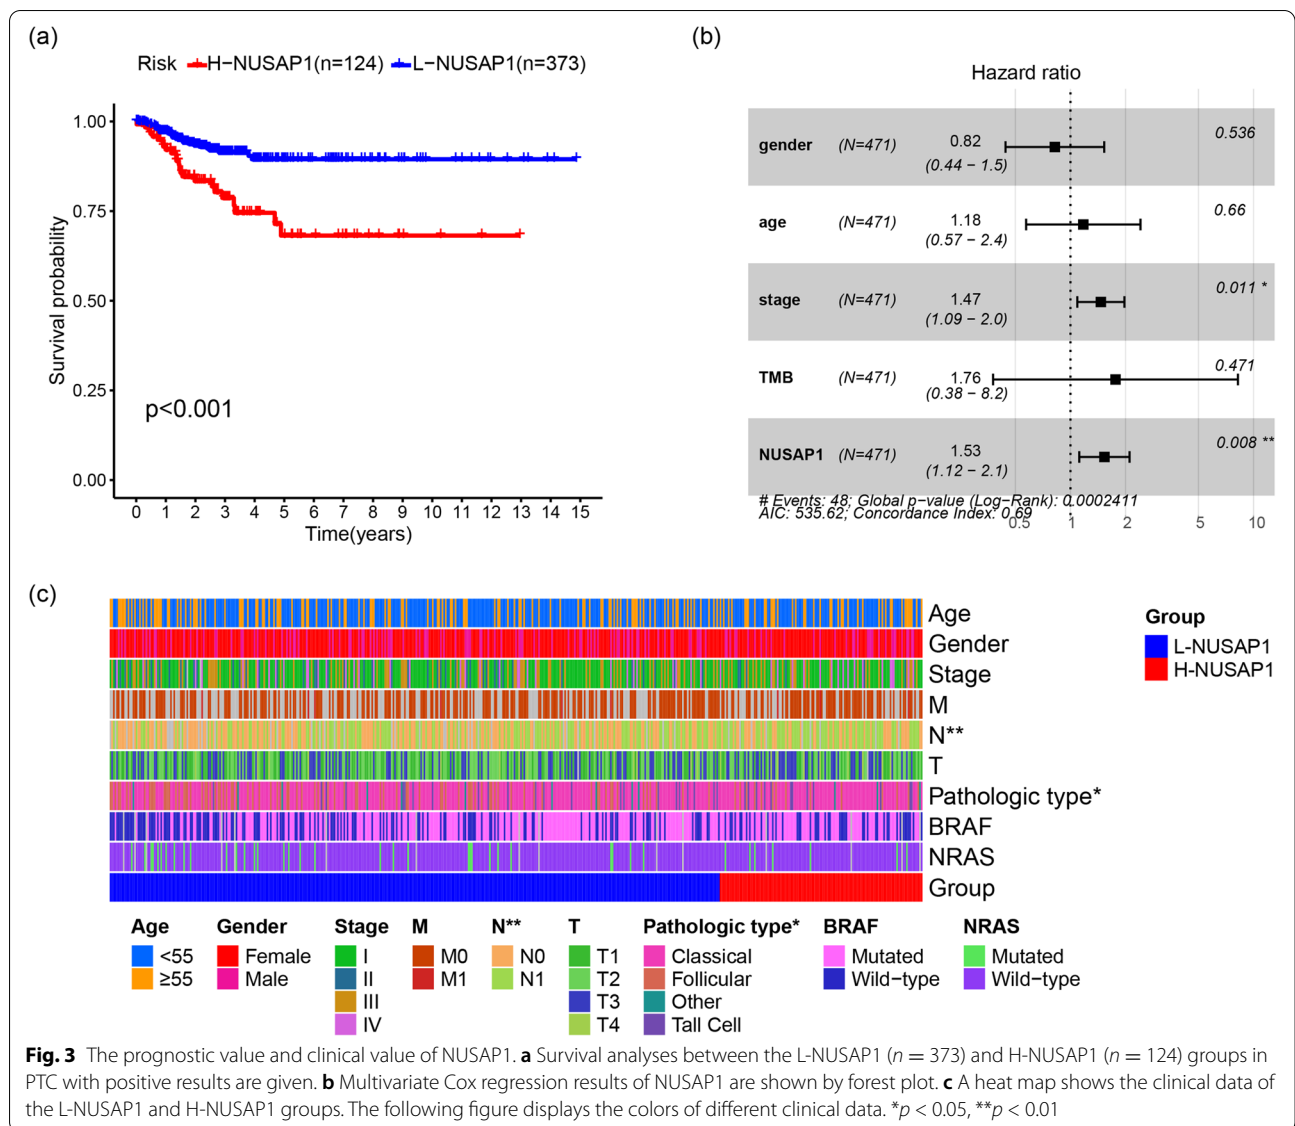 (a)
Risk H−NUSAP1(n=124) L−NUSAP1(n=373)
Survival probability
1.00
0.75
0.50
0.25
0.00
p<0.001
0 1 2 3 4 5 6 7 8 9 10 11 12 13 14 15
Time(years)
(b)
Hazard ratio
gender (N=471) 0.82 0.536
(0.44 − 1.5)
age (N=471) 1.18 0.66
(0.57 − 2.4)
stage (N=471) 1.47 0.011 *
(1.09 − 2.0)
TMB (N=471) 1.76 0.471
(0.38 − 8.2)
NUSAP1 (N=471) 1.53 0.008 **
(1.12 − 2.1)
# Events: 48; Global p−value (Log−Rank): 0.0002411
AIC: 535.62; Concordance Index: 0.69
0.5 1 2 5 10
(c)
Age
Gender
Stage
M
N**
T
Pathologic type*
BRAF
NRAS
Group
Group
L-NUSAP1
H-NUSAP1
Age
<55
≥55
Gender
Female
Male
Stage
I
II
III
IV
M
M0
M1
N**
N0
N1
T
T1
T2
T3
T4
Pathologic type*
Classical
Follicular
Other
Tall Cell
BRAF
Mutated
Wild−type
NRAS
Mutated
Wild−type
Fig. 3 The prognostic value and clinical value of NUSAP1. a Survival analyses between the L-NUSAP1 (n = 373) and H-NUSAP1 (n = 124) groups in
PTC with positive results are given. b Multivariate Cox regression results of NUSAP1 are shown by forest plot. c A heat map shows the clinical data of
the L-NUSAP1 and H-NUSAP1 groups. The following figure displays the colors of different clinical data. *p < 0.05, **p < 0.01